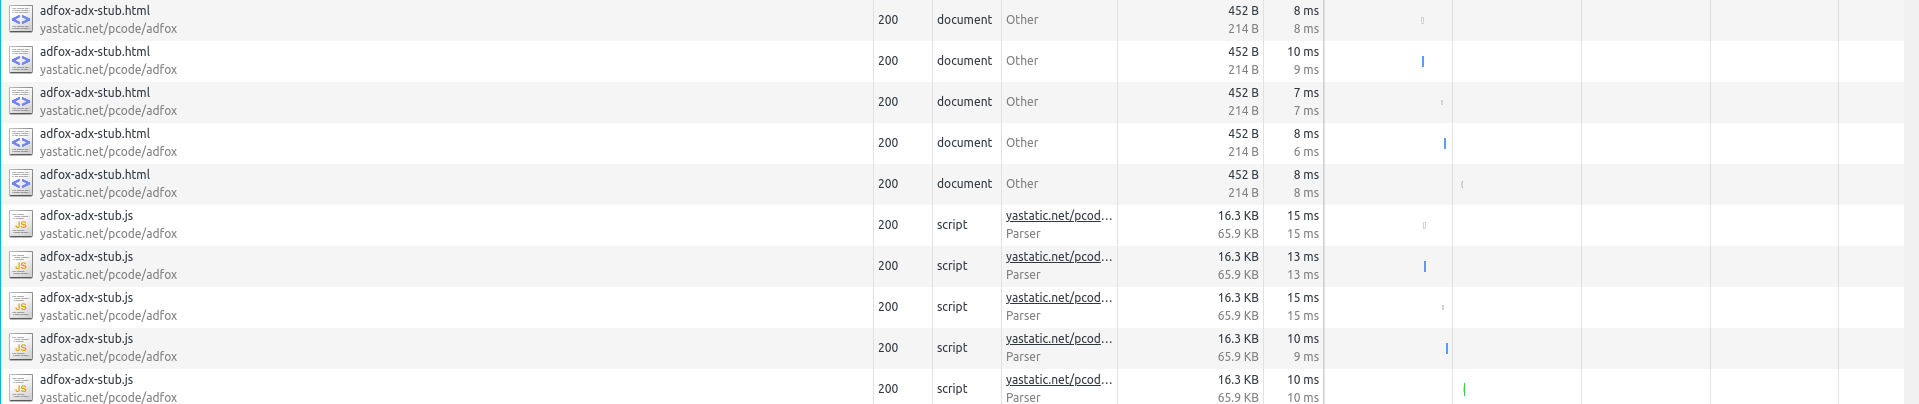 adfox-adx-stub.html 200 document Other 452 B 8 ms
yastatic.net/pcode/adfox 214 B 8 ms
adfox-adx-stub.html 200 document Other 452 B 10 ms
yastatic.net/pcode/adfox 214 B 9 ms
adfox-adx-stub.html 200 document Other 452 B 7 ms
yastatic.net/pcode/adfox 214 B 7 ms
adfox-adx-stub.html 200 document Other 452 B 8 ms
yastatic.net/pcode/adfox 214 B 6 ms
adfox-adx-stub.html 200 document Other 452 B 8 ms
yastatic.net/pcode/adfox 214 B 8 ms
adfox-adx-stub.js 200 script yastatic.net/pcod... 16.3 KB 15 ms
JS yastatic.net/pcode/adfox Parser 65.9 KB 15 ms
adfox-adx-stub.js 200 script yastatic.net/pcod... 16.3 KB 13 ms
JS yastatic.net/pcode/adfox Parser 65.9 KB 13 ms
adfox-adx-stub.js 200 script yastatic.net/pcod... 16.3 KB 15 ms
JS yastatic.net/pcode/adfox Parser 65.9 KB 15 ms
adfox-adx-stub.js 200 script yastatic.net/pcod... 16.3 KB 10 ms
JS yastatic.net/pcode/adfox Parser 65.9 KB 9 ms
adfox-adx-stub.js 200 script yastatic.net/pcod... 16.3 KB 10 ms
JS yastatic.net/pcode/adfox Parser 65.9 KB 10 ms